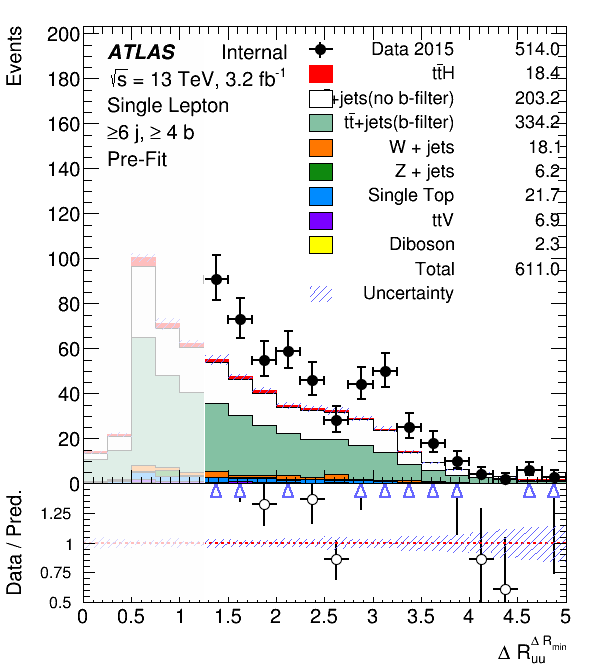 Events
200
180
160
140
120
100
80
60
40
20
0
ATLAS Internal
√s = 13 TeV, 3.2 fb⁻¹
Single Lepton
≥6 j, ≥ 4 b
Pre-Fit
Data 2015 514.0
tt̄H 18.4
+jets(no b-filter) 203.2
tt̄+jets(b-filter) 334.2
W + jets 18.1
Z + jets 6.2
Single Top 21.7
ttV 6.9
Diboson 2.3
Total 611.0
Uncertainty
Data / Pred.
1.25
1
0.75
0.5
0 0.5 1 1.5 2 2.5 3 3.5 4 4.5 5
Δ R_uu^Δ R_min